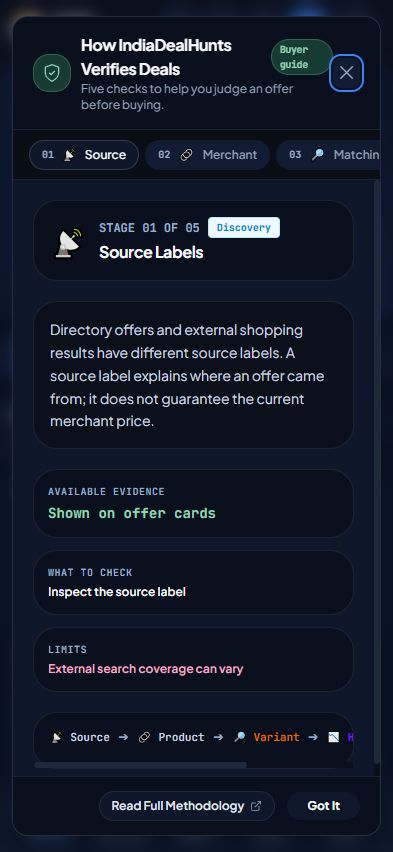 How IndiaDealHunts
Verifies Deals
Buyer
guide
Five checks to help you judge an offer
before buying.
01 Source 02 Merchant 03 Matchin
STAGE 01 OF 05 Discovery
Source Labels
Directory offers and external shopping
results have different source labels. A
source label explains where an offer came
from; it does not guarantee the current
merchant price.
AVAILABLE EVIDENCE
Shown on offer cards
WHAT TO CHECK
Inspect the source label
LIMITS
External search coverage can vary
Source → Product → Variant → H
Read Full Methodology Got It